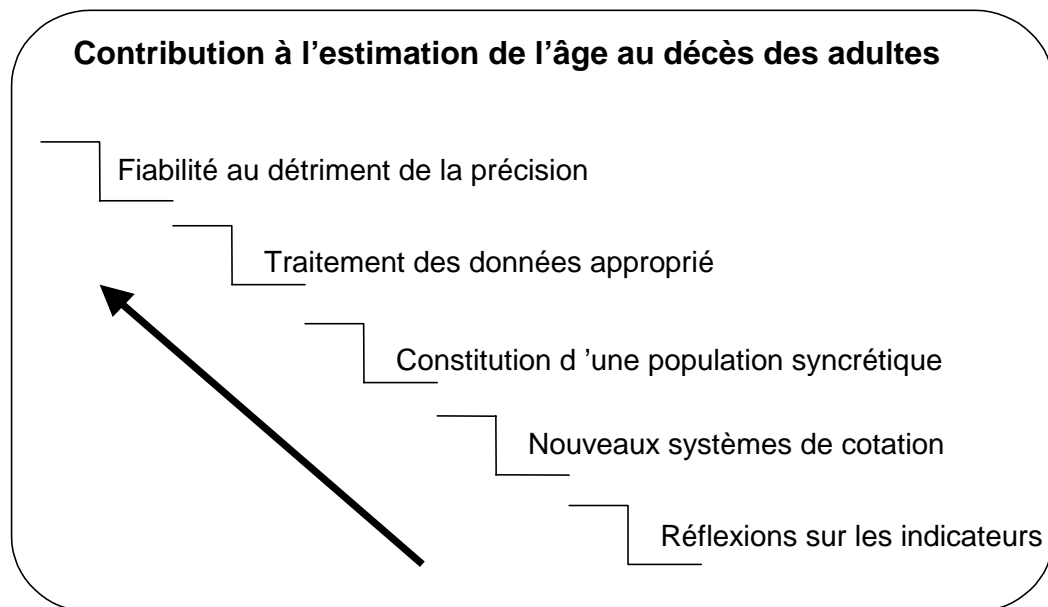 Contribution à l’estimation de l’âge au décès des adultes
Fiabilité au détriment de la précision
Traitement des données approprié
Constitution d ’une population syncrétique
Nouveaux systèmes de cotation
Réflexions sur les indicateurs